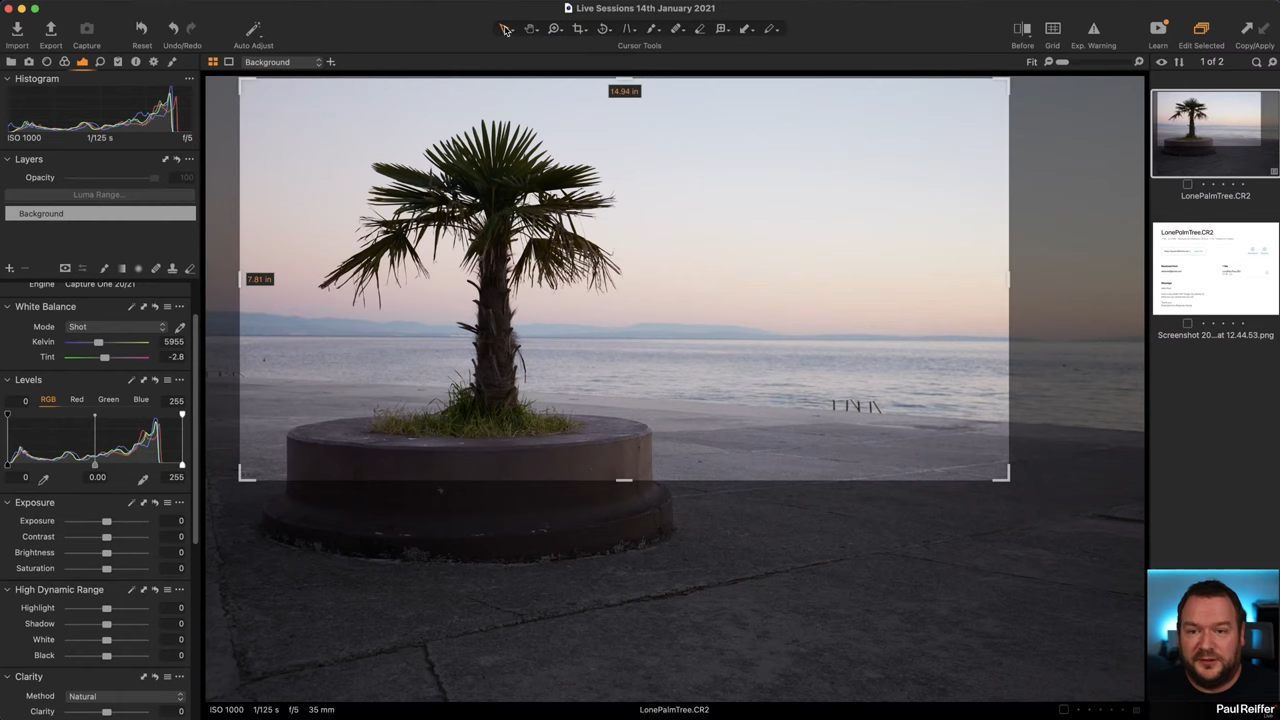 Live Sessions 14th January 2021
Import Export Capture Reset Undo/Redo Auto Adjust Cursor Tools Before Grid Exp. Warning Learn Edit Selected Copy/Apply
Background Fit 1 of 2
Histogram
ISO 1000 1/125 s f/5
Layers
Opacity 100
Luma Range...
Background
Engine Capture One 20/21
White Balance
Mode Shot
Kelvin 5955
Tint -2.8
Levels
0 RGB Red Green Blue 255
0 0.00 255
Exposure
Exposure 0
Contrast 0
Brightness 0
Saturation 0
High Dynamic Range
Highlight 0
Shadow 0
White 0
Black 0
Clarity
Method Natural
Clarity 0
14.94 in
7.81 in
ISO 1000 1/125 s f/5 35 mm LonePalmTree.CR2
LonePalmTree.CR2
LonePalmTree.CR2
Screenshot 20...at 12.44.53.png
PaulReiffer
Live